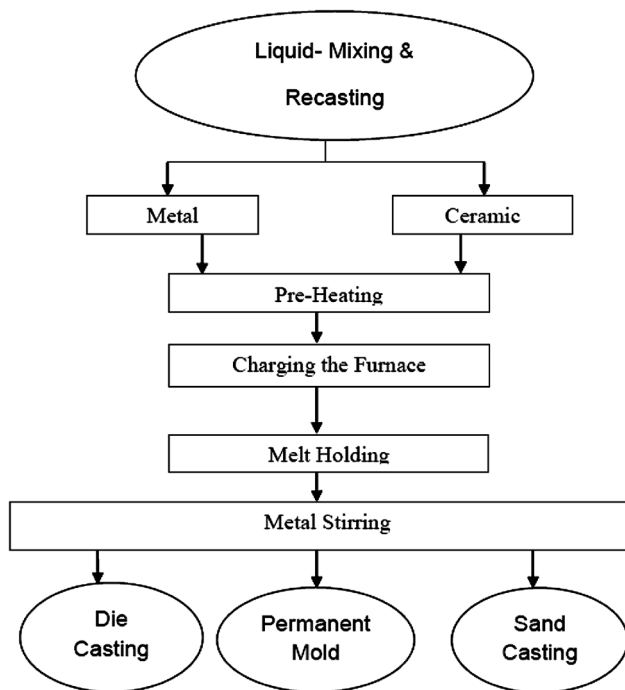 Liquid- Mixing &
Recasting
Metal
Ceramic
Pre-Heating
Charging the Furnace
Melt Holding
Metal Stirring
Die
Casting
Permanent
Mold
Sand
Casting